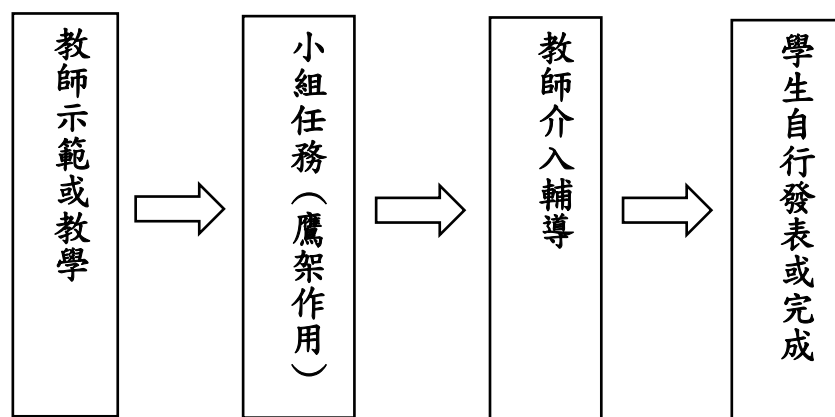 教師示範或教學
小組任務（鷹架作用）
教師介入輔導
學生自行發表或完成